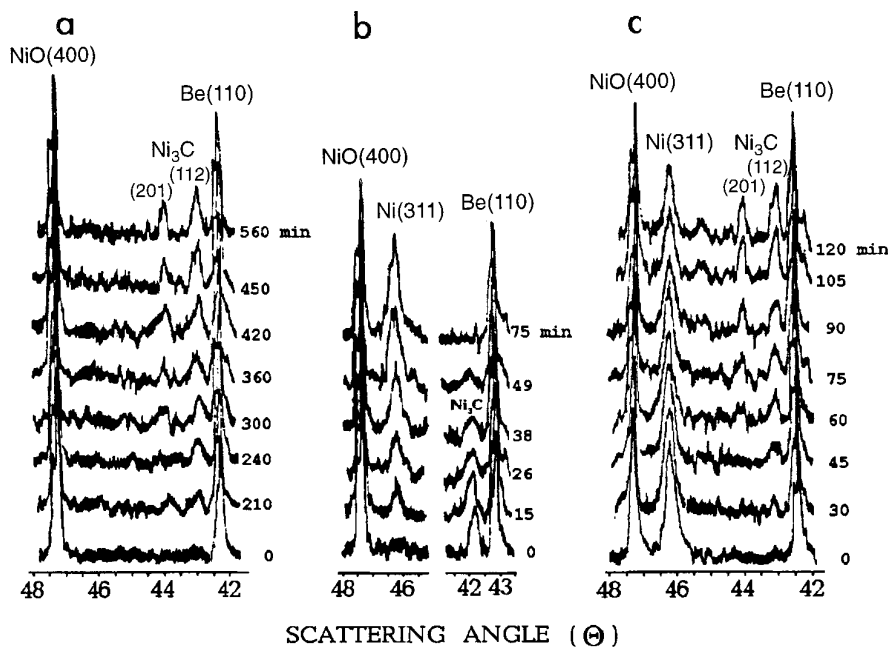 a
NiO(400)
Be(110)
Ni₃C
(201)
(112)
560 min
450
420
360
300
240
210
0
48 46 44 42
b
NiO(400)
Ni(311)
Be(110)
75 min
49
Ni₃C
38
26
15
0
48 46 42 43
c
NiO(400)
Ni(311)
Ni₃C
(201)
(112)
Be(110)
120 min
105
90
75
60
45
30
0
48 46 44 42
SCATTERING ANGLE (Θ)